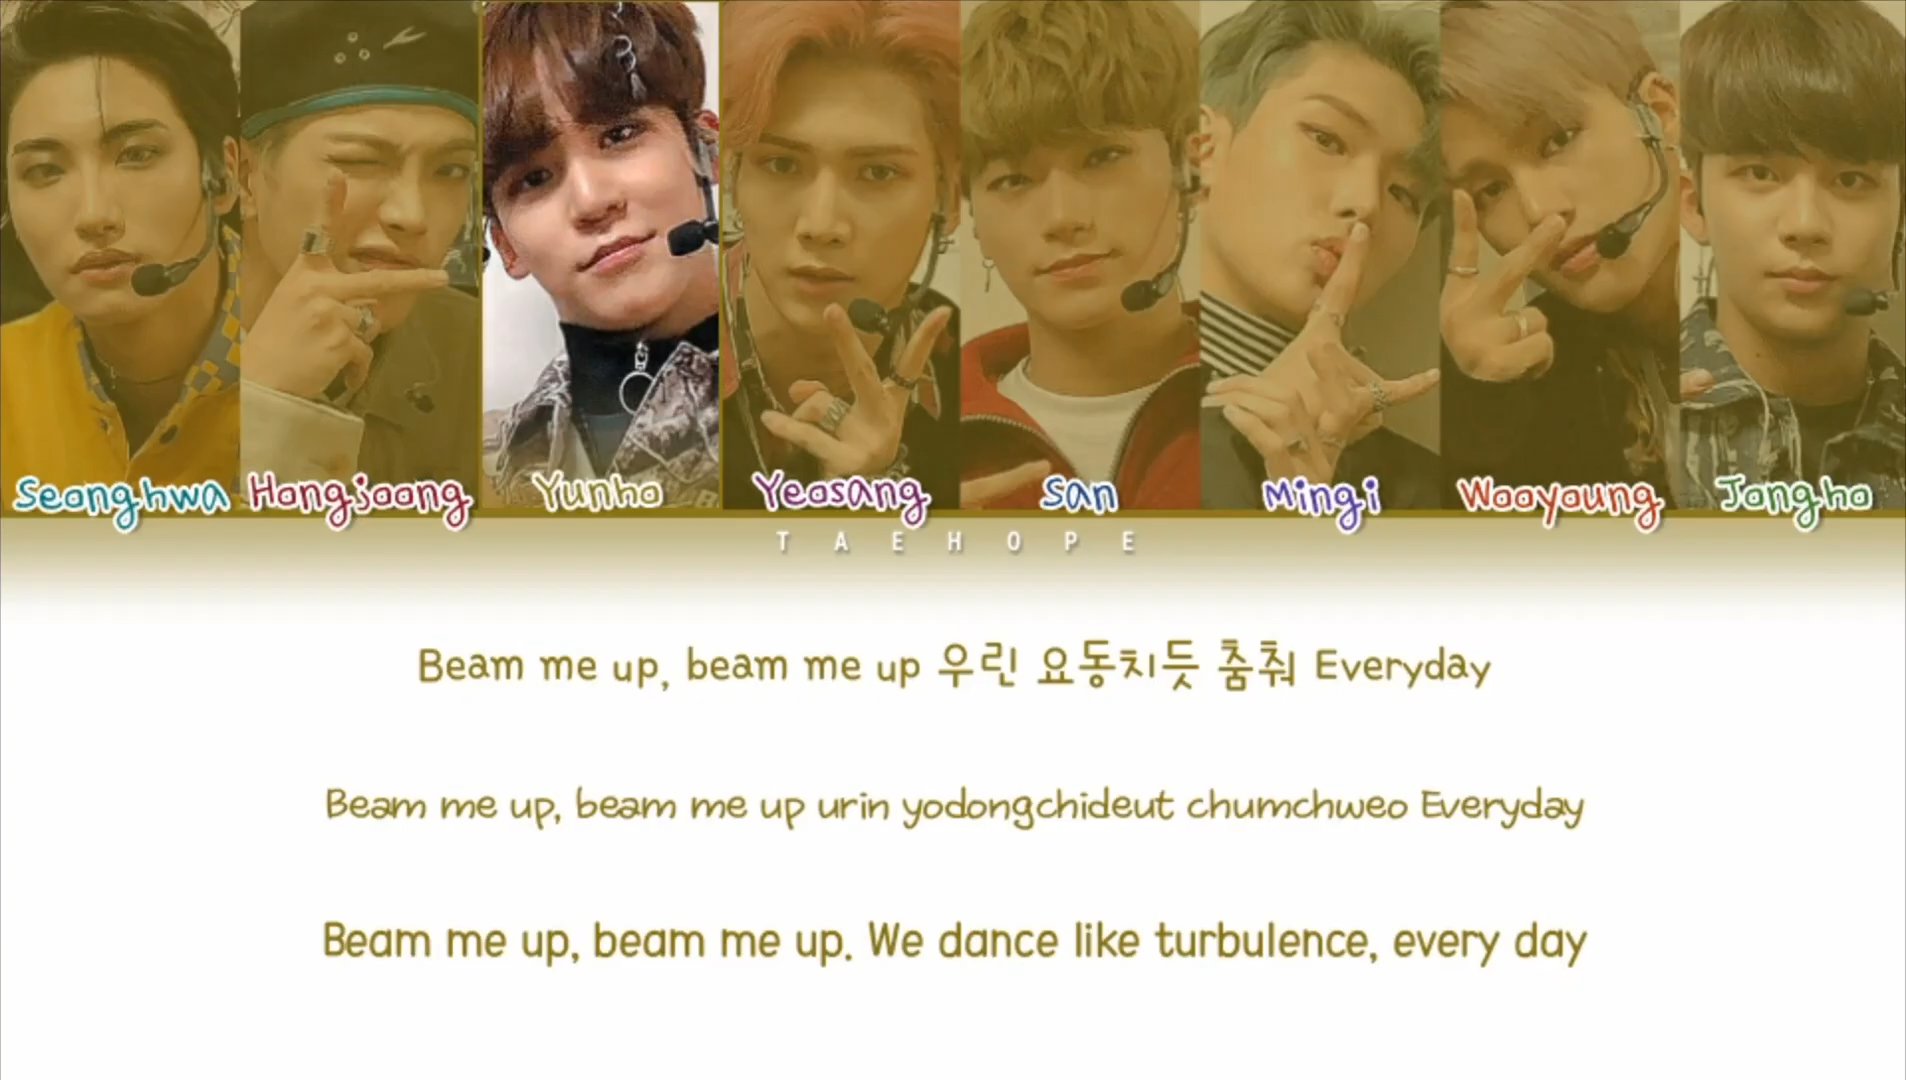 Seonghwa Hongjoong Yunho Yeosang San Mingi Wooyoung Jongho
TAEHOPE
Beam me up, beam me up 우린 요동치듯 춤춰 Everyday
Beam me up, beam me up urin yodongchideut chumchweo Everyday
Beam me up, beam me up. We dance like turbulence, every day